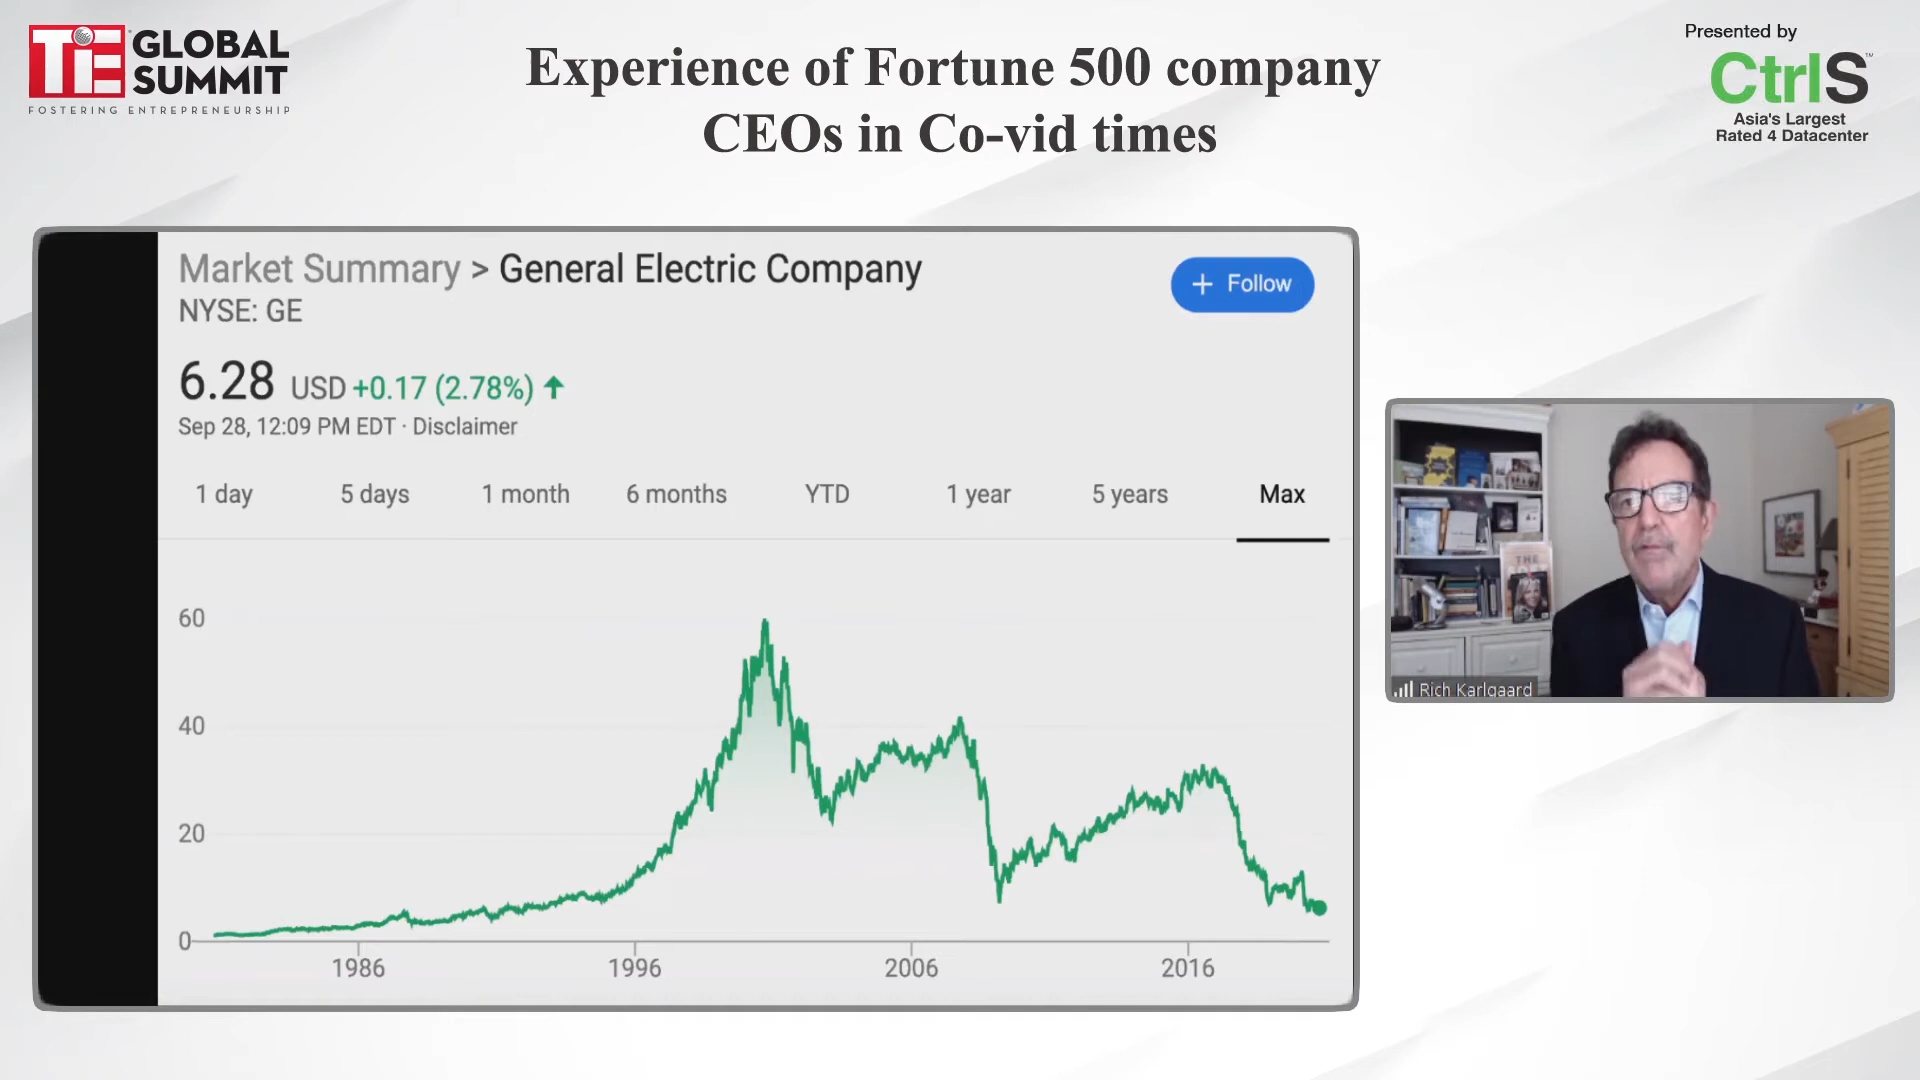 TiE GLOBAL
SUMMIT
FOSTERING ENTREPRENEURSHIP
Experience of Fortune 500 company
CEOs in Co-vid times
Presented by
CtrlS™
Asia's Largest
Rated 4 Datacenter
Market Summary > General Electric Company
NYSE: GE
+ Follow
6.28 USD +0.17 (2.78%) ↑
Sep 28, 12:09 PM EDT · Disclaimer
1 day 5 days 1 month 6 months YTD 1 year 5 years Max
60
40
20
0
1986 1996 2006 2016
THE
Rich Karlgaard